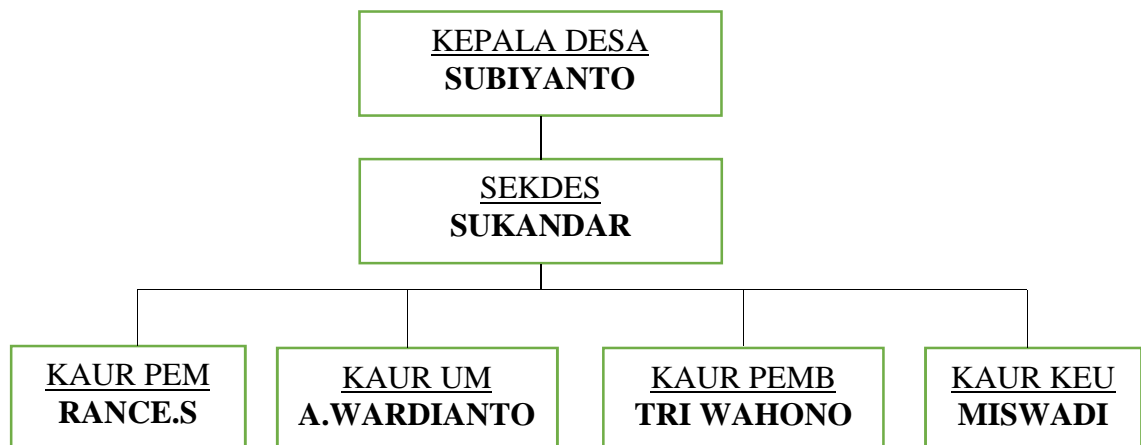 KEPALA DESA
SUBIYANTO
SEKDES
SUKANDAR
KAUR PEM
RANCE.S
KAUR UM
A.WARDIANTO
KAUR PEMB
TRI WAHONO
KAUR KEU
MISWADI